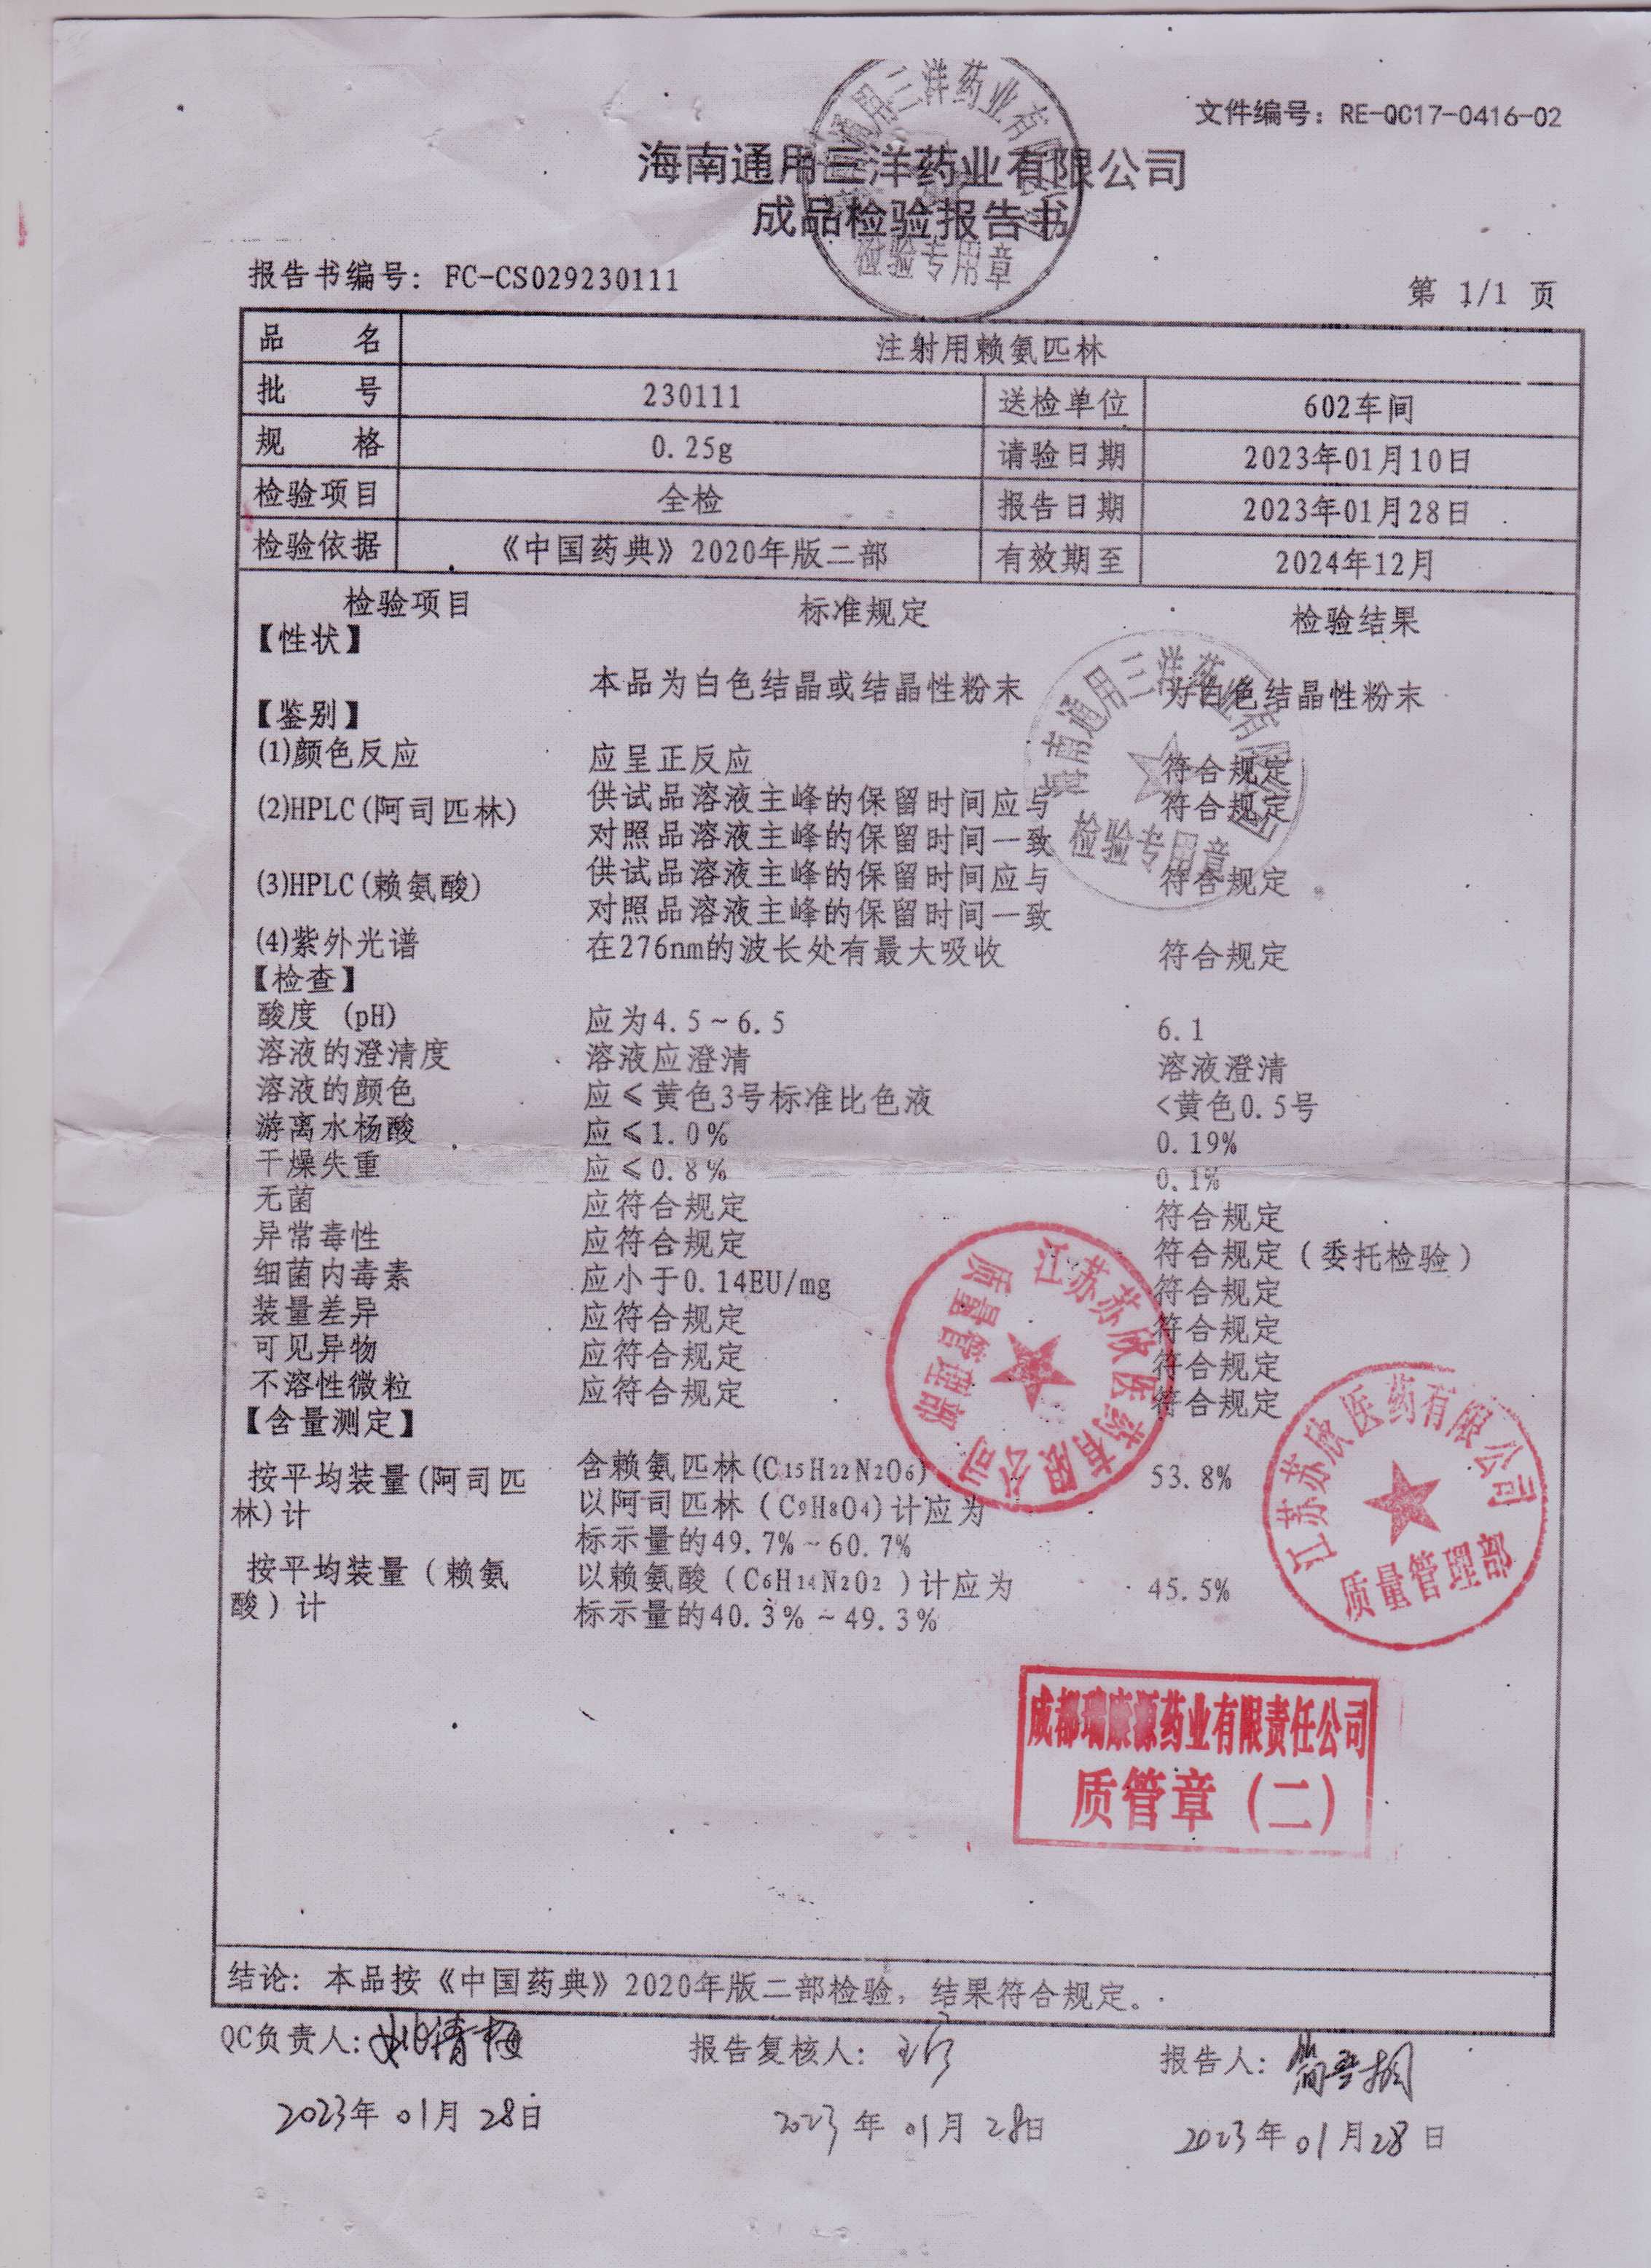 文件编号：RE-QC17-0416-02
海南通用三洋药业有限公司
成品检验报告书
检验专用章
报告书编号：FC-CS029230111
第 1/1 页
品 名 注射用赖氨匹林
批 号 230111 送检单位 602车间
规 格 0.25g 请验日期 2023年01月10日
检验项目 全检 报告日期 2023年01月28日
检验依据 《中国药典》2020年版二部 有效期至 2024年12月
检验项目 标准规定 检验结果
【性状】
本品为白色结晶或结晶性粉末 为白色结晶性粉末
【鉴别】
(1)颜色反应 应呈正反应 符合规定
(2)HPLC(阿司匹林) 供试品溶液主峰的保留时间应与 符合规定
对照品溶液主峰的保留时间一致
(3)HPLC(赖氨酸) 供试品溶液主峰的保留时间应与 符合规定
对照品溶液主峰的保留时间一致
(4)紫外光谱 在276nm的波长处有最大吸收 符合规定
海南通用三洋药业有限公司
检验专用章
【检查】
酸度 (pH) 应为4.5~6.5 6.1
溶液的澄清度 溶液应澄清 溶液澄清
溶液的颜色 应≤黄色3号标准比色液 <黄色0.5号
游离水杨酸 应≤1.0% 0.19%
干燥失重 应≤0.8% 0.1%
无菌 应符合规定 符合规定
异常毒性 应符合规定 符合规定（委托检验）
细菌内毒素 应小于0.14EU/mg 符合规定
装量差异 应符合规定 符合规定
可见异物 应符合规定 符合规定
不溶性微粒 应符合规定 符合规定
【含量测定】
按平均装量(阿司匹 含赖氨匹林(C15H22N2O6) 53.8%
林)计 以阿司匹林（C9H8O4)计应为
标示量的49.7%~60.7%
按平均装量（赖氨 以赖氨酸（C6H14N2O2 ）计应为 45.5%
酸）计 标示量的40.3%~49.3%
江苏苏欣医药有限公司
质量管理部
江苏苏欣医药有限公司
质量管理部
成都瑞康源药业有限责任公司
质管章（二）
结论：本品按《中国药典》2020年版二部检验，结果符合规定。
QC负责人： 报告复核人： 报告人：
2023年01月28日 2023年01月28日 2023年01月28日